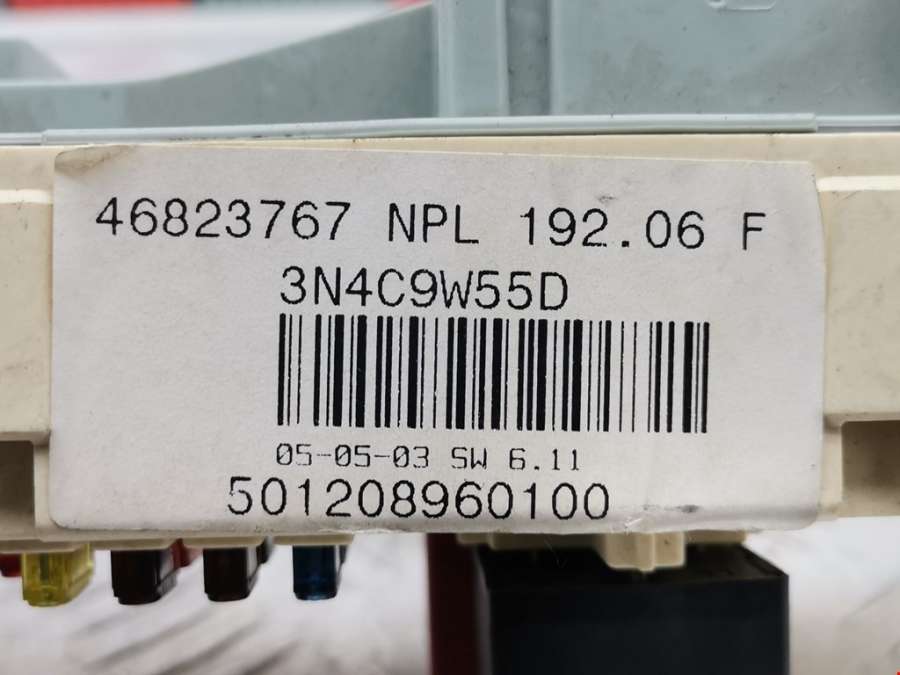 46823767 NPL 192.06 F
3N4C9W55D
05-05-03 SW 6.11
501208960100